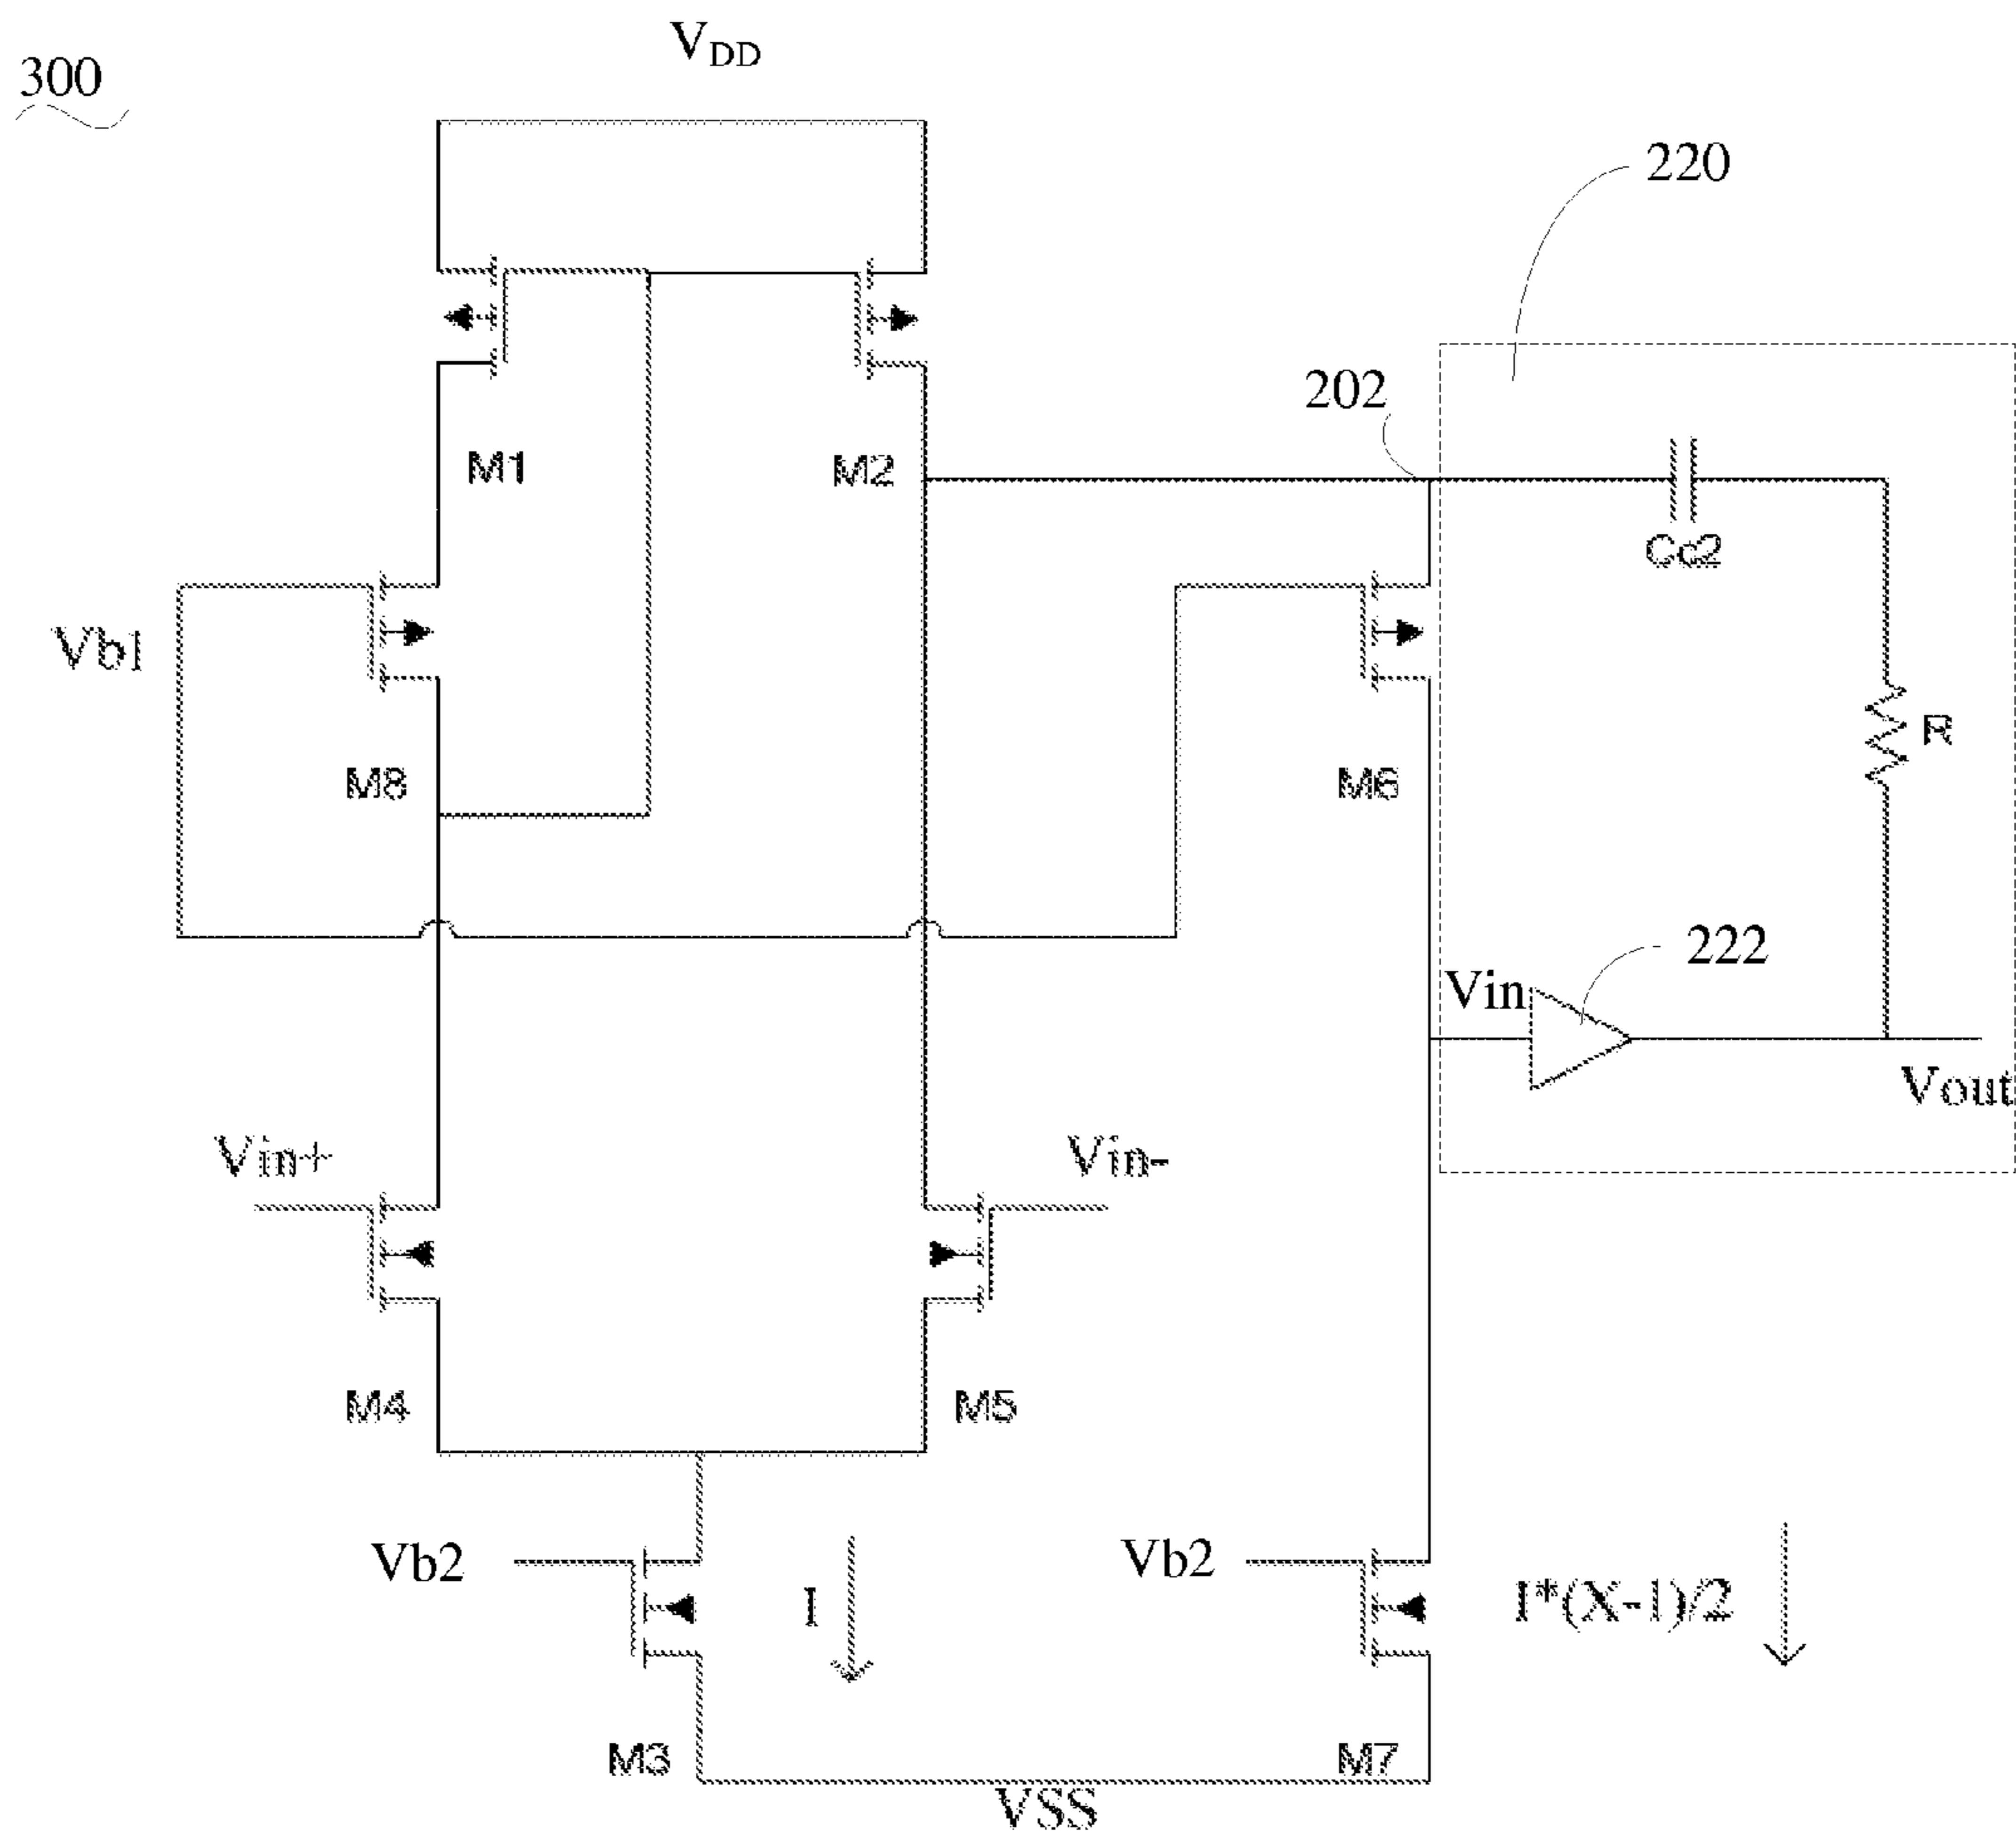 300
V_DD
220
202
M1
M2
Cc2
Vb1
R
M8
M6
222
Vin
Vout
Vin+
Vin-
M4
M5
Vb2
Vb2
I
I*(X-1)/2
M3
M7
VSS